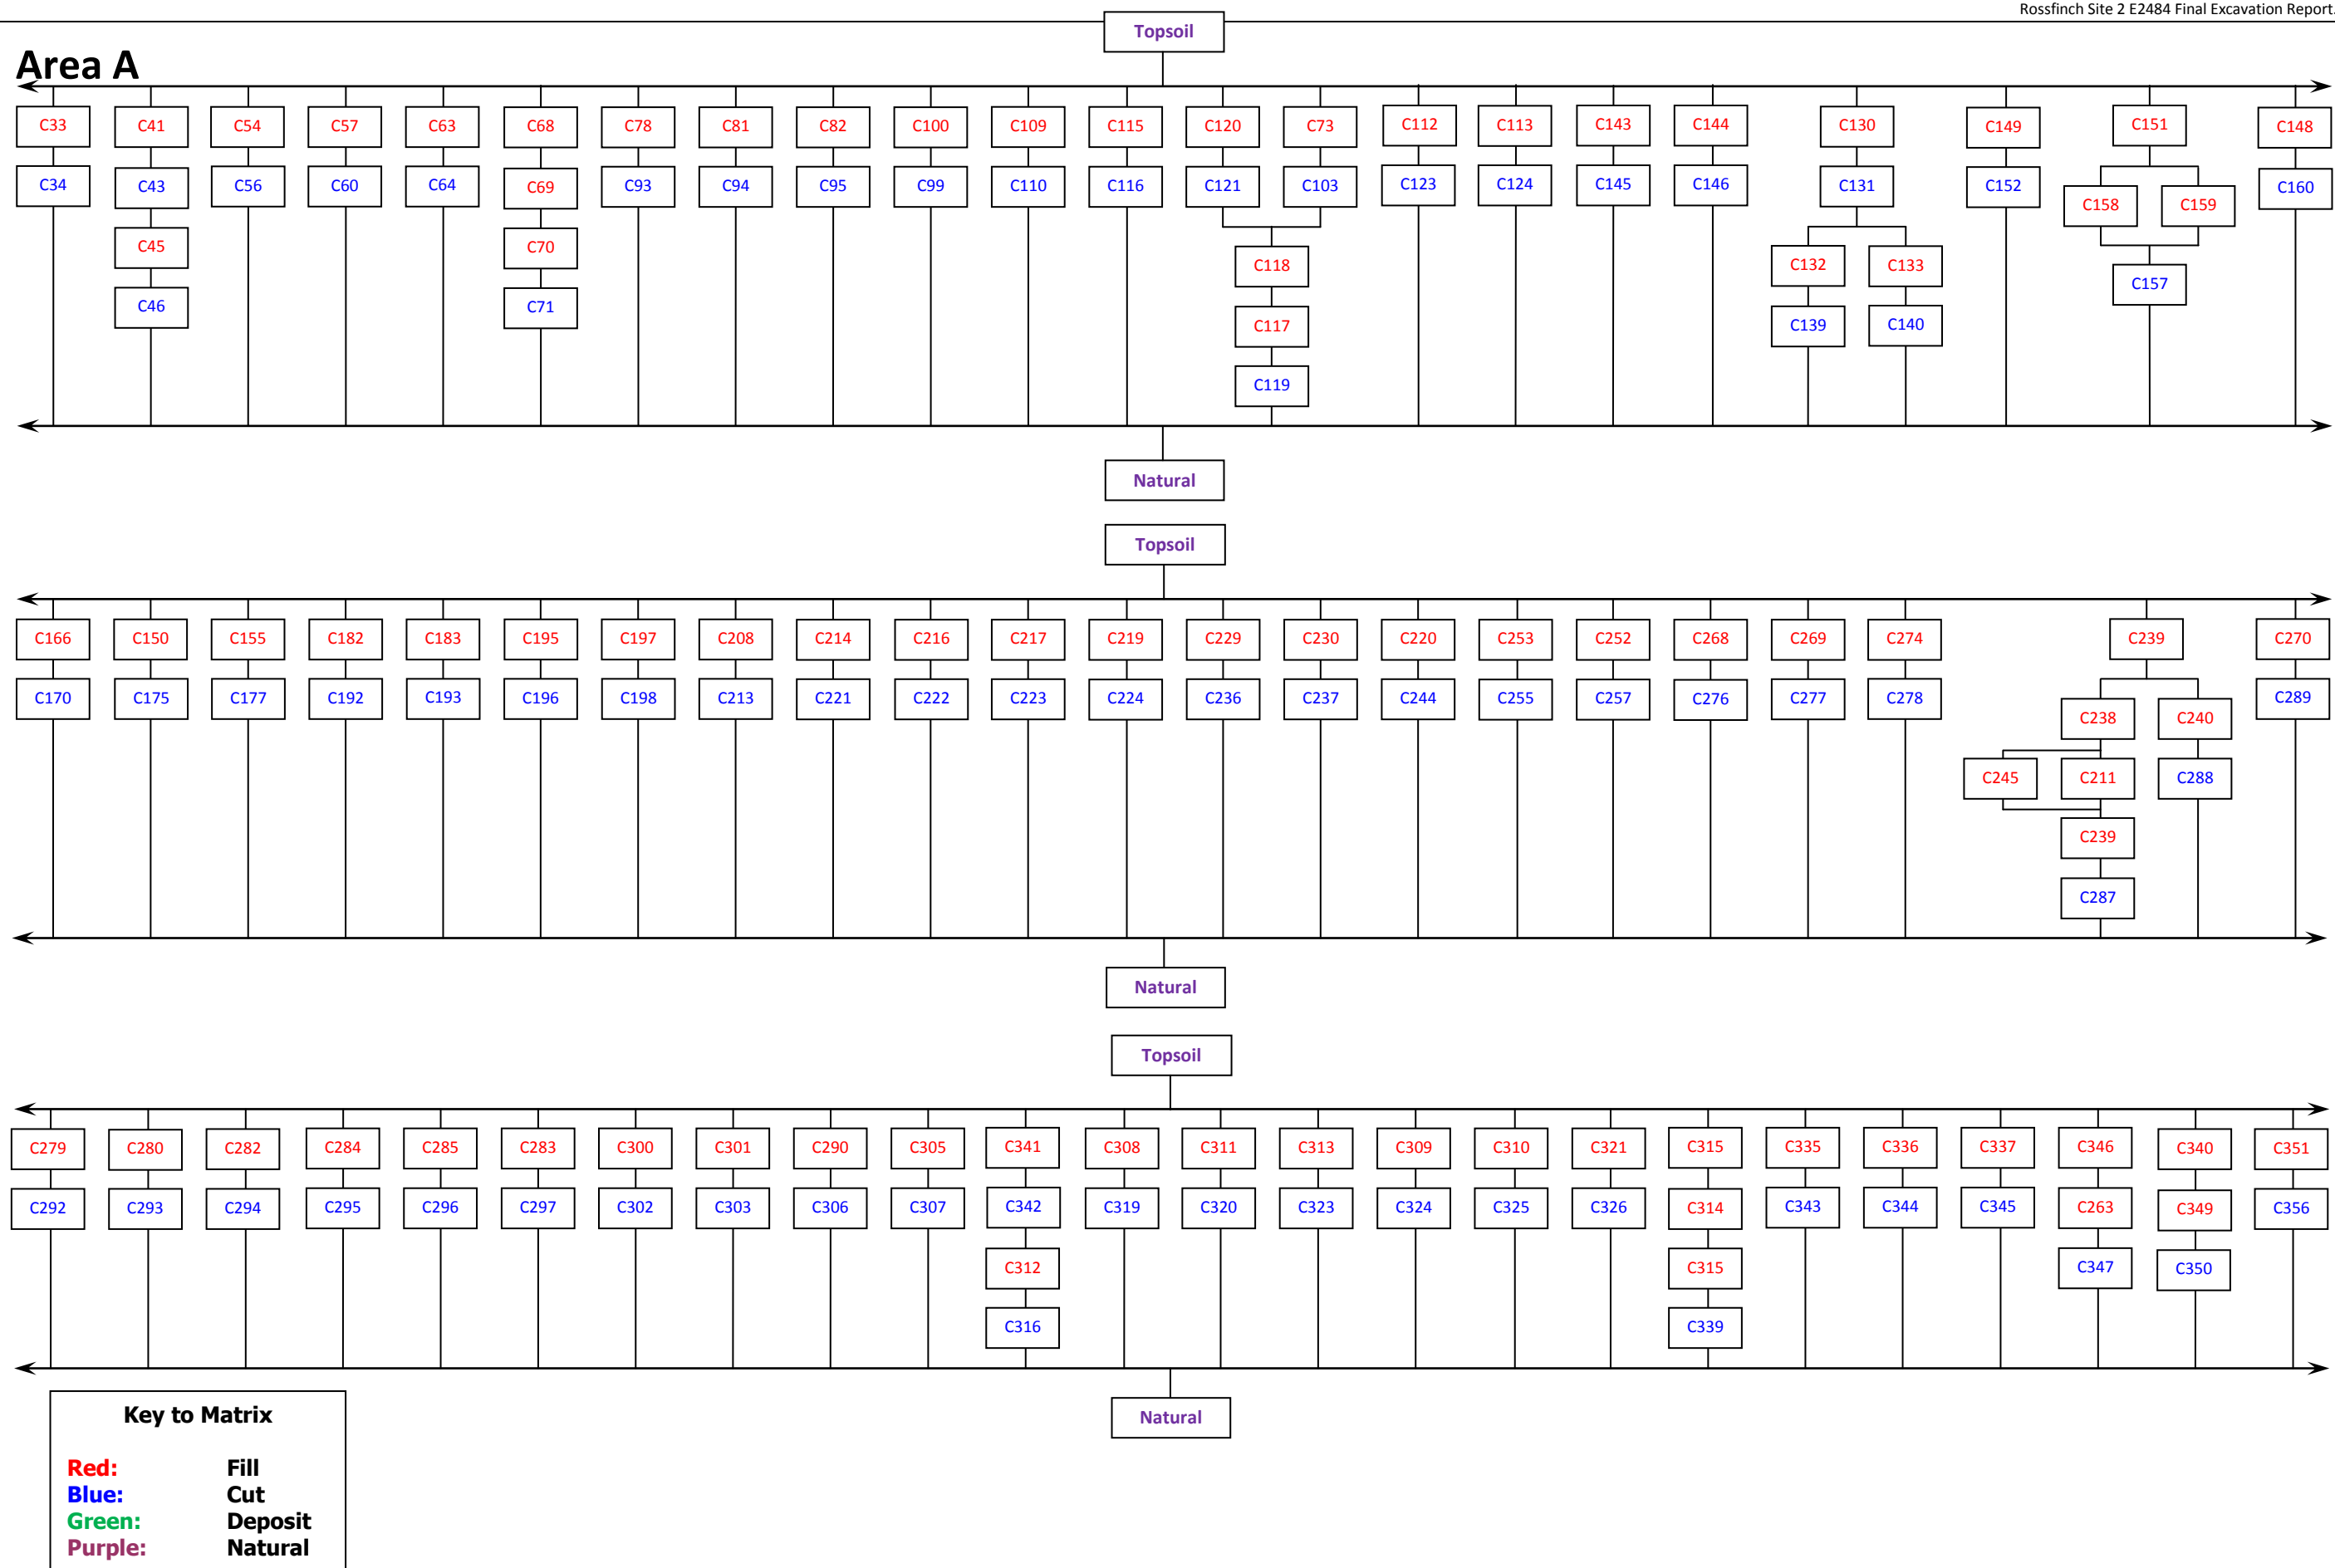 Rossfinch Site 2 E2484 Final Excavation Report.
Topsoil
Area A
C33 C41 C54 C57 C63 C68 C78 C81 C82 C100 C109 C115 C120 C73 C112 C113 C143 C144 C130 C149 C151 C148
C34 C43 C56 C60 C64 C69 C93 C94 C95 C99 C110 C116 C121 C103 C123 C124 C145 C146 C131 C152 C158 C159 C160
C45 C70 C118 C132 C133 C157
C46 C71 C117 C139 C140
C119
Natural
Topsoil
C166 C150 C155 C182 C183 C195 C197 C208 C214 C216 C217 C219 C229 C230 C220 C253 C252 C268 C269 C274 C239 C270
C170 C175 C177 C192 C193 C196 C198 C213 C221 C222 C223 C224 C236 C237 C244 C255 C257 C276 C277 C278 C289
C238 C240
C245 C211 C288
C239
C287
Natural
Topsoil
C279 C280 C282 C284 C285 C283 C300 C301 C290 C305 C341 C308 C311 C313 C309 C310 C321 C315 C335 C336 C337 C346 C340 C351
C292 C293 C294 C295 C296 C297 C302 C303 C306 C307 C342 C319 C320 C323 C324 C325 C326 C314 C343 C344 C345 C263 C349 C356
C312 C315 C347 C350
C316 C339
Natural
Key to Matrix
Red: Fill
Blue: Cut
Green: Deposit
Purple: Natural